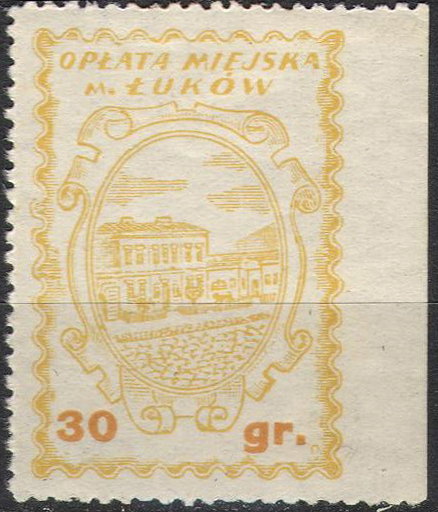 OPŁATA MIEJSKA
M. ŁUKÓW
30 gr.